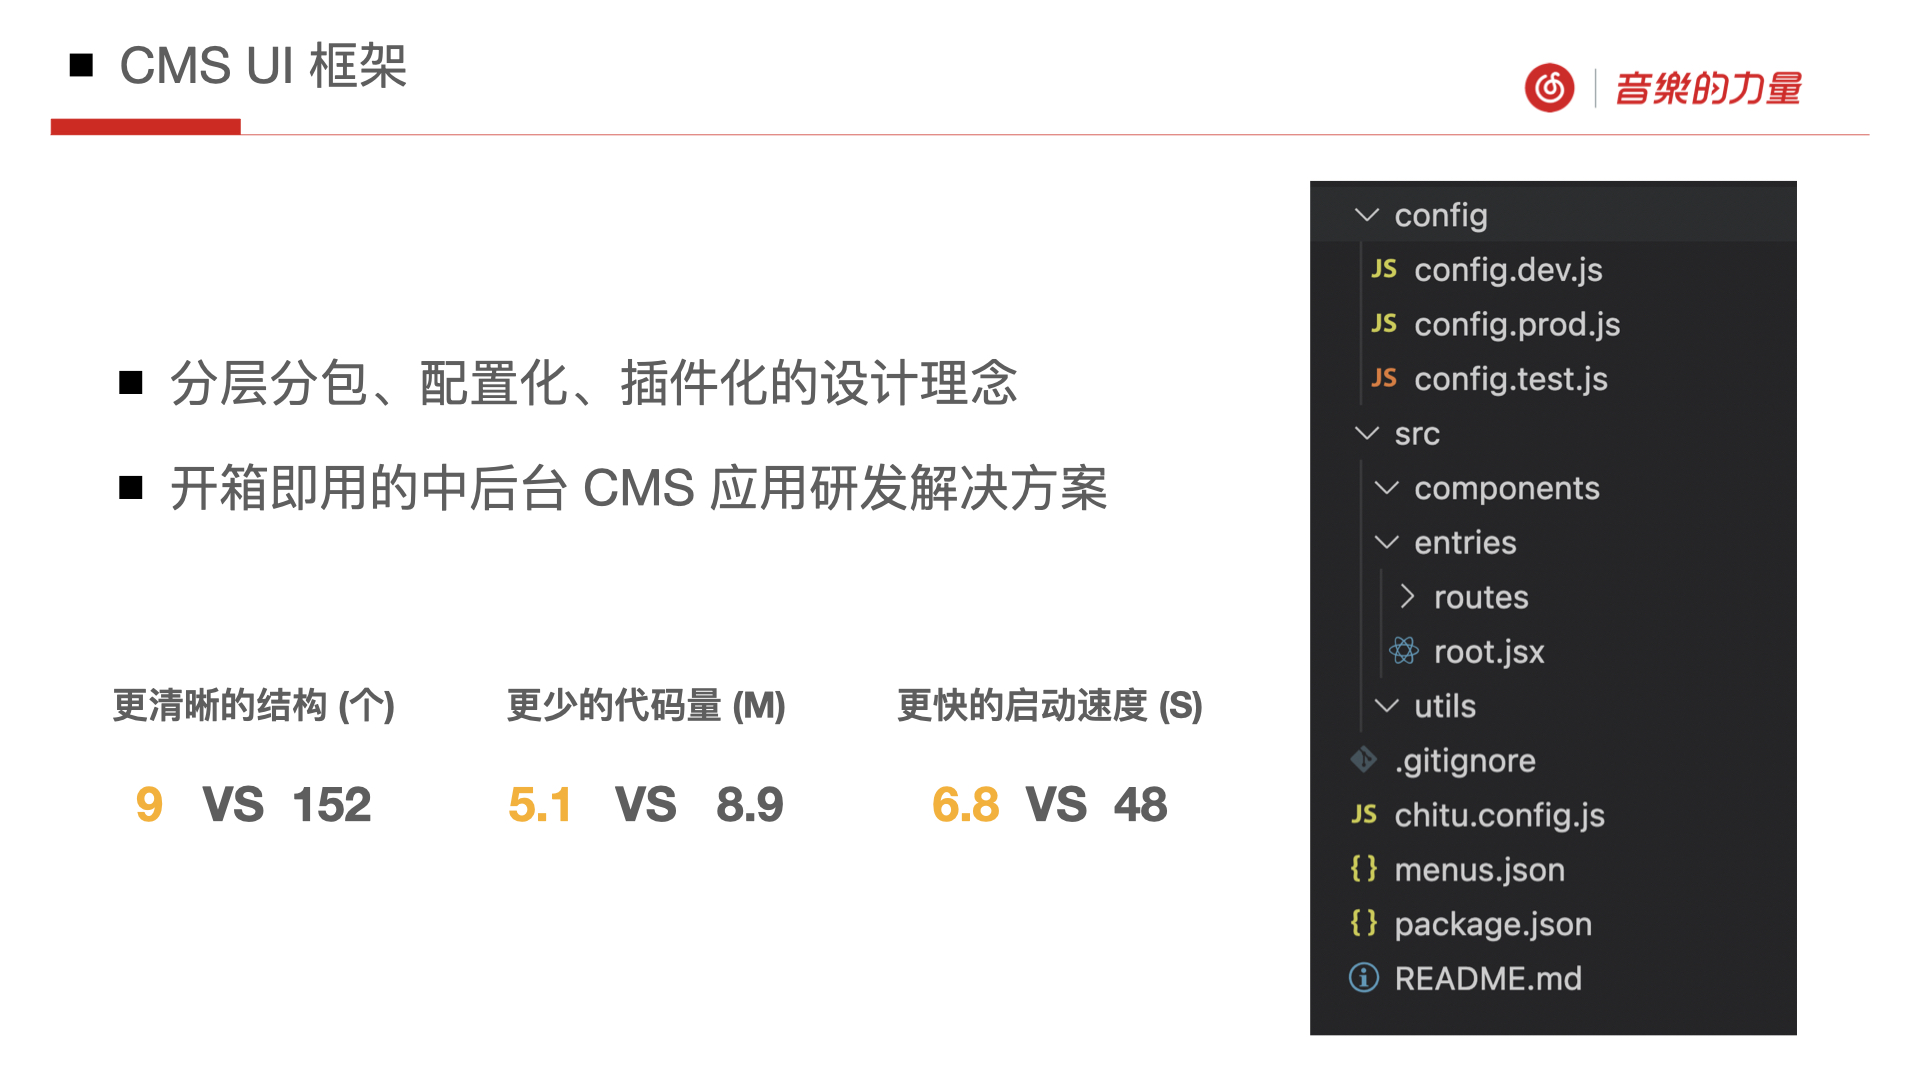 ■ CMS UI 框架
音樂的力量
■ 分层分包、配置化、插件化的设计理念
■ 开箱即用的中后台 CMS 应用研发解决方案
更清晰的结构 (个)
9 VS 152
更少的代码量 (M)
5.1 VS 8.9
更快的启动速度 (S)
6.8 VS 48
config
JS config.dev.js
JS config.prod.js
JS config.test.js
src
components
entries
routes
root.jsx
utils
.gitignore
JS chitu.config.js
{} menus.json
{} package.json
README.md